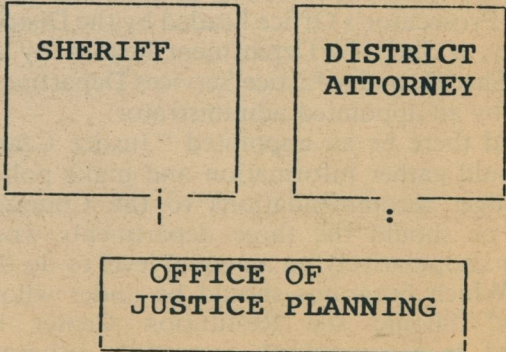 SHERIFF
DISTRICT
ATTORNEY
OFFICE OF
JUSTICE PLANNING